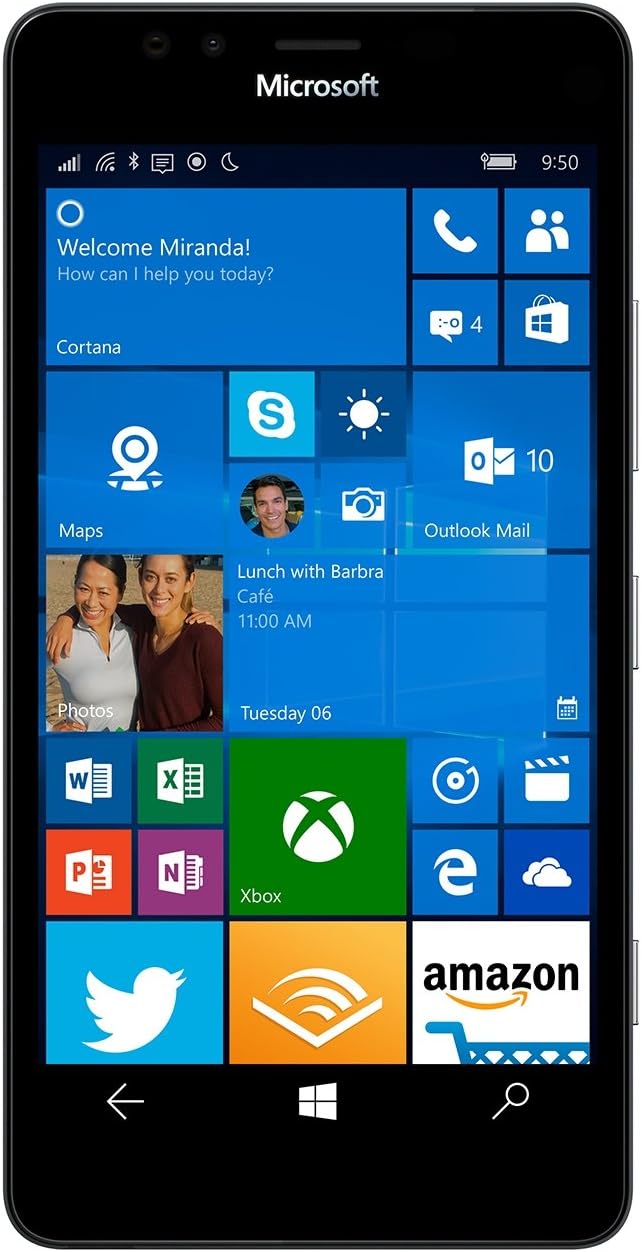 Microsoft
9:50
Welcome Miranda!
How can I help you today?
Cortana
:-o 4
S
Maps
O 10
Outlook Mail
Lunch with Barbra
Café
11:00 AM
Photos
Tuesday 06
W
X
P
N
Xbox
e
amazon